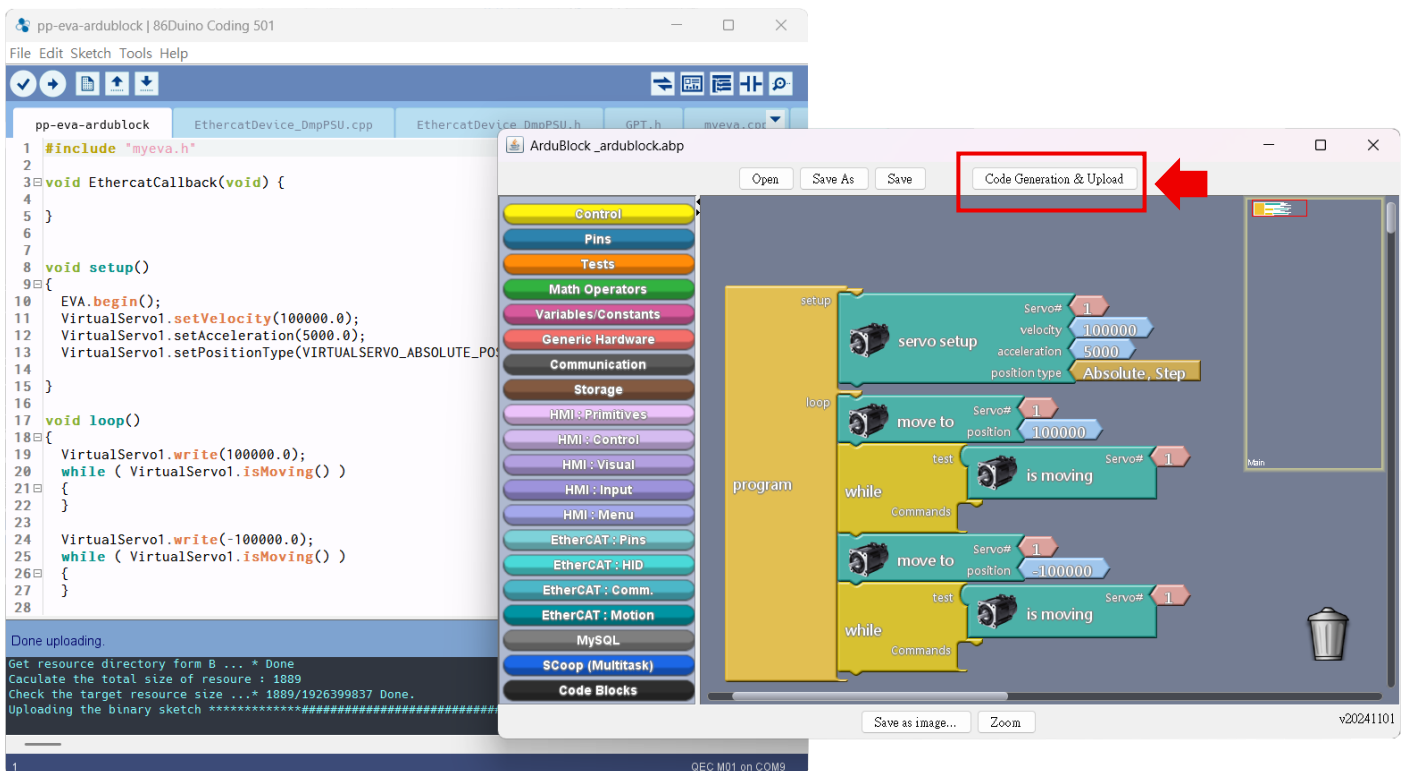 pp-eva-ardublock | 86Duino Coding 501
File Edit Sketch Tools Help
pp-eva-ardublock EthercatDevice_DmpPSU.cpp EthercatDevice_DmpPSU.h GPT.h myeva.cpp
1 #include "myeva.h"
2
3 void EthercatCallback(void) {
4
5 }
6
7
8 void setup()
9 {
10 EVA.begin();
11 VirtualServo1.setVelocity(100000.0);
12 VirtualServo1.setAcceleration(5000.0);
13 VirtualServo1.setPositionType(VIRTUALSERVO_ABSOLUTE_POS
14
15 }
16
17 void loop()
18 {
19 VirtualServo1.write(100000.0);
20 while ( VirtualServo1.isMoving() )
21 {
22 }
23
24 VirtualServo1.write(-100000.0);
25 while ( VirtualServo1.isMoving() )
26 {
27 }
28
Done uploading.
Get resource directory form B ... * Done
Caculate the total size of resoure : 1889
Check the target resource size ...* 1889/1926399837 Done.
Uploading the binary sketch *************###########################
1
QEC M01 on COM9
ArduBlock _ardublock.abp
Open Save As Save Code Generation & Upload
Control
Pins
Tests
Math Operators
Variables/Constants
Generic Hardware
Communication
Storage
HMI : Primitives
HMI : Control
HMI : Visual
HMI : Input
HMI : Menu
EtherCAT : Pins
EtherCAT : HID
EtherCAT : Comm.
EtherCAT : Motion
MySQL
SCoop (Multitask)
Code Blocks
program
setup
servo setup
Servo# 1
velocity 100000
acceleration 5000
position type Absolute, Step
loop
move to
Servo# 1
position 100000
while
test
is moving
Servo# 1
Commands
move to
Servo# 1
position -100000
while
test
is moving
Servo# 1
Commands
Main
Save as image... Zoom
v20241101